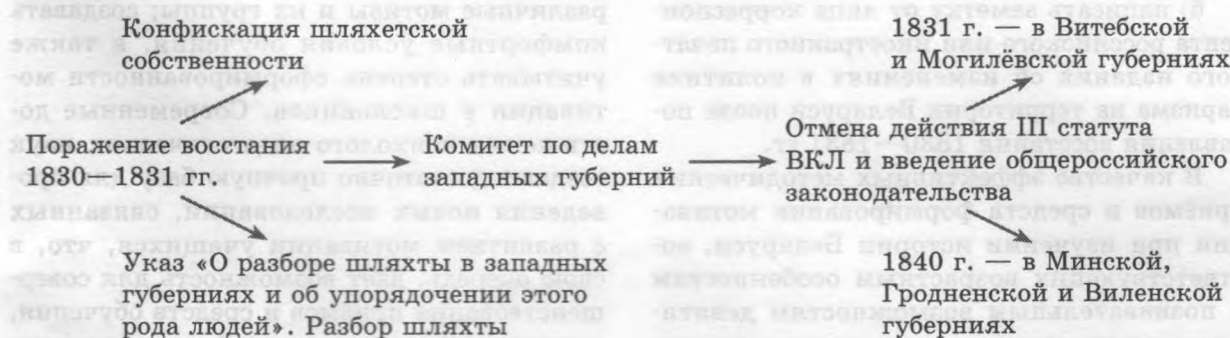 Конфискация шляхетской
собственности
1831 г. — в Витебской
и Могилёвской губерниях
Поражение восстания
1830—1831 гг.
Комитет по делам
западных губерний
Отмена действия III статута
ВКЛ и введение общероссийского
законодательства
Указ «О разборе шляхты в западных
губерниях и об упорядочении этого
рода людей». Разбор шляхты
1840 г. — в Минской,
Гродненской и Виленской
губерниях